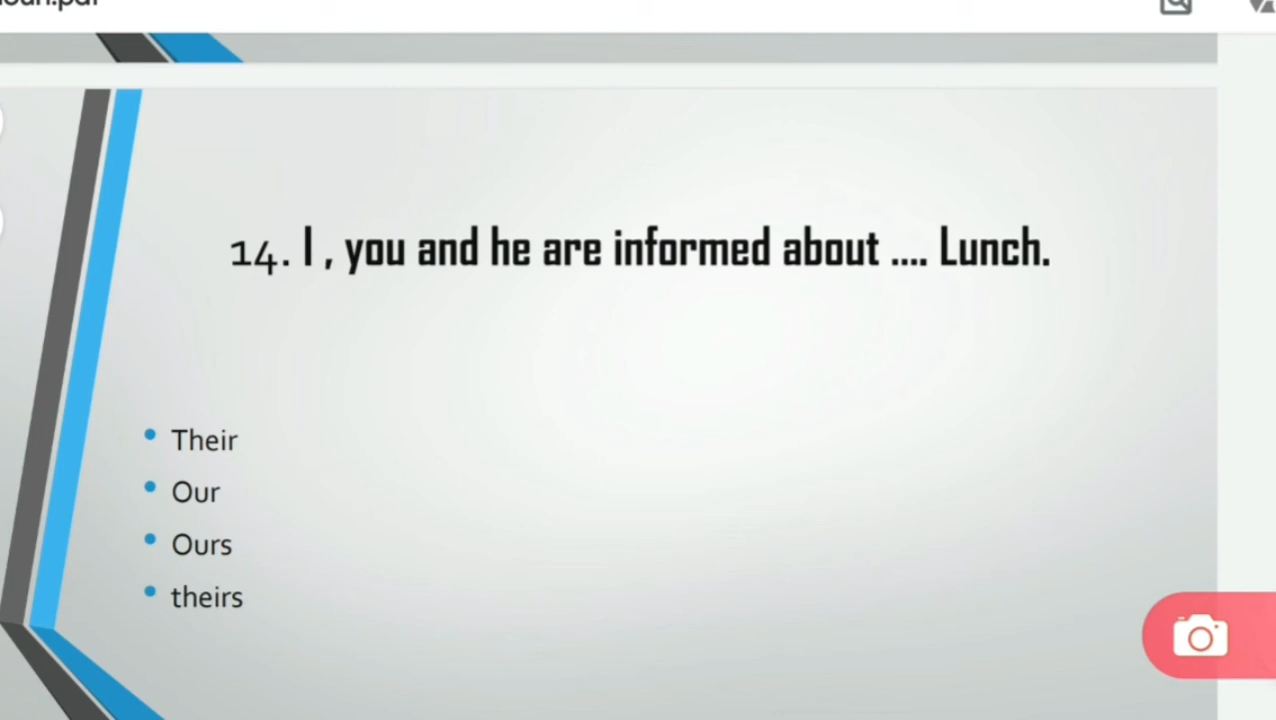 14. I , you and he are informed about .... Lunch.
Their
Our
Ours
theirs